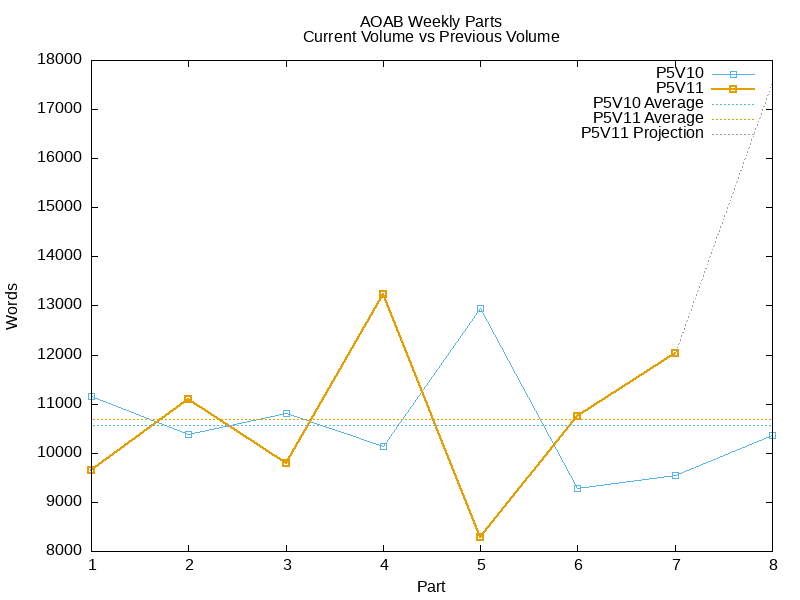 AOAB Weekly Parts
Current Volume vs Previous Volume
P5V10
P5V11
P5V10 Average
P5V11 Average
P5V11 Projection
18000
17000
16000
15000
14000
13000
12000
11000
10000
9000
8000
Words
1 2 3 4 5 6 7 8
Part